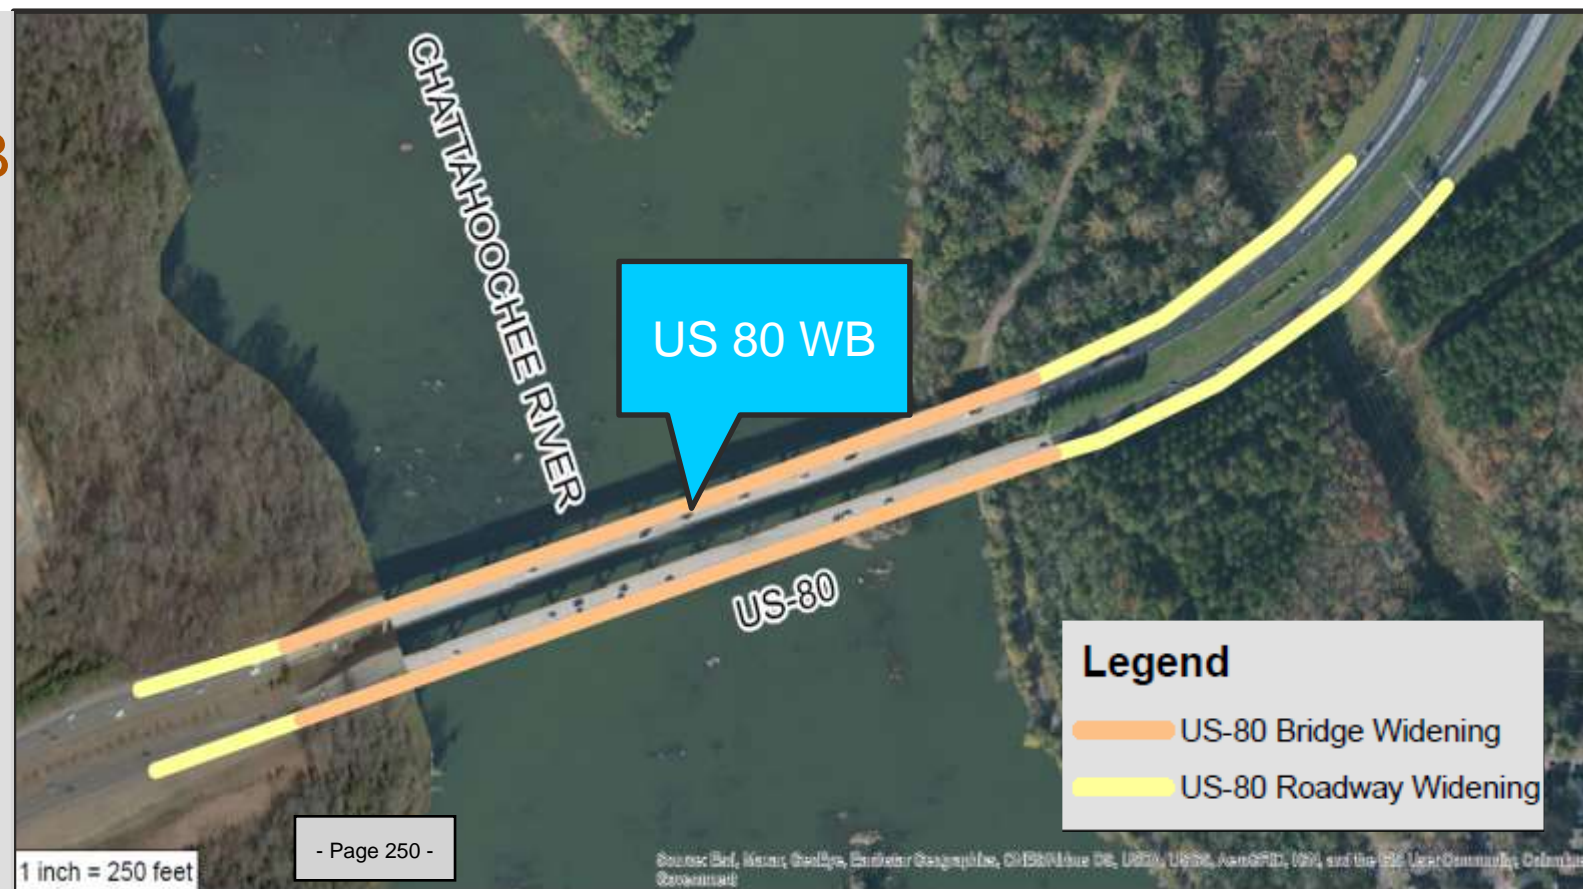 CHATTAHOOCHEE RIVER
US 80 WB
US-80
Legend
US-80 Bridge Widening
US-80 Roadway Widening
- Page 250 -
1 inch = 250 feet